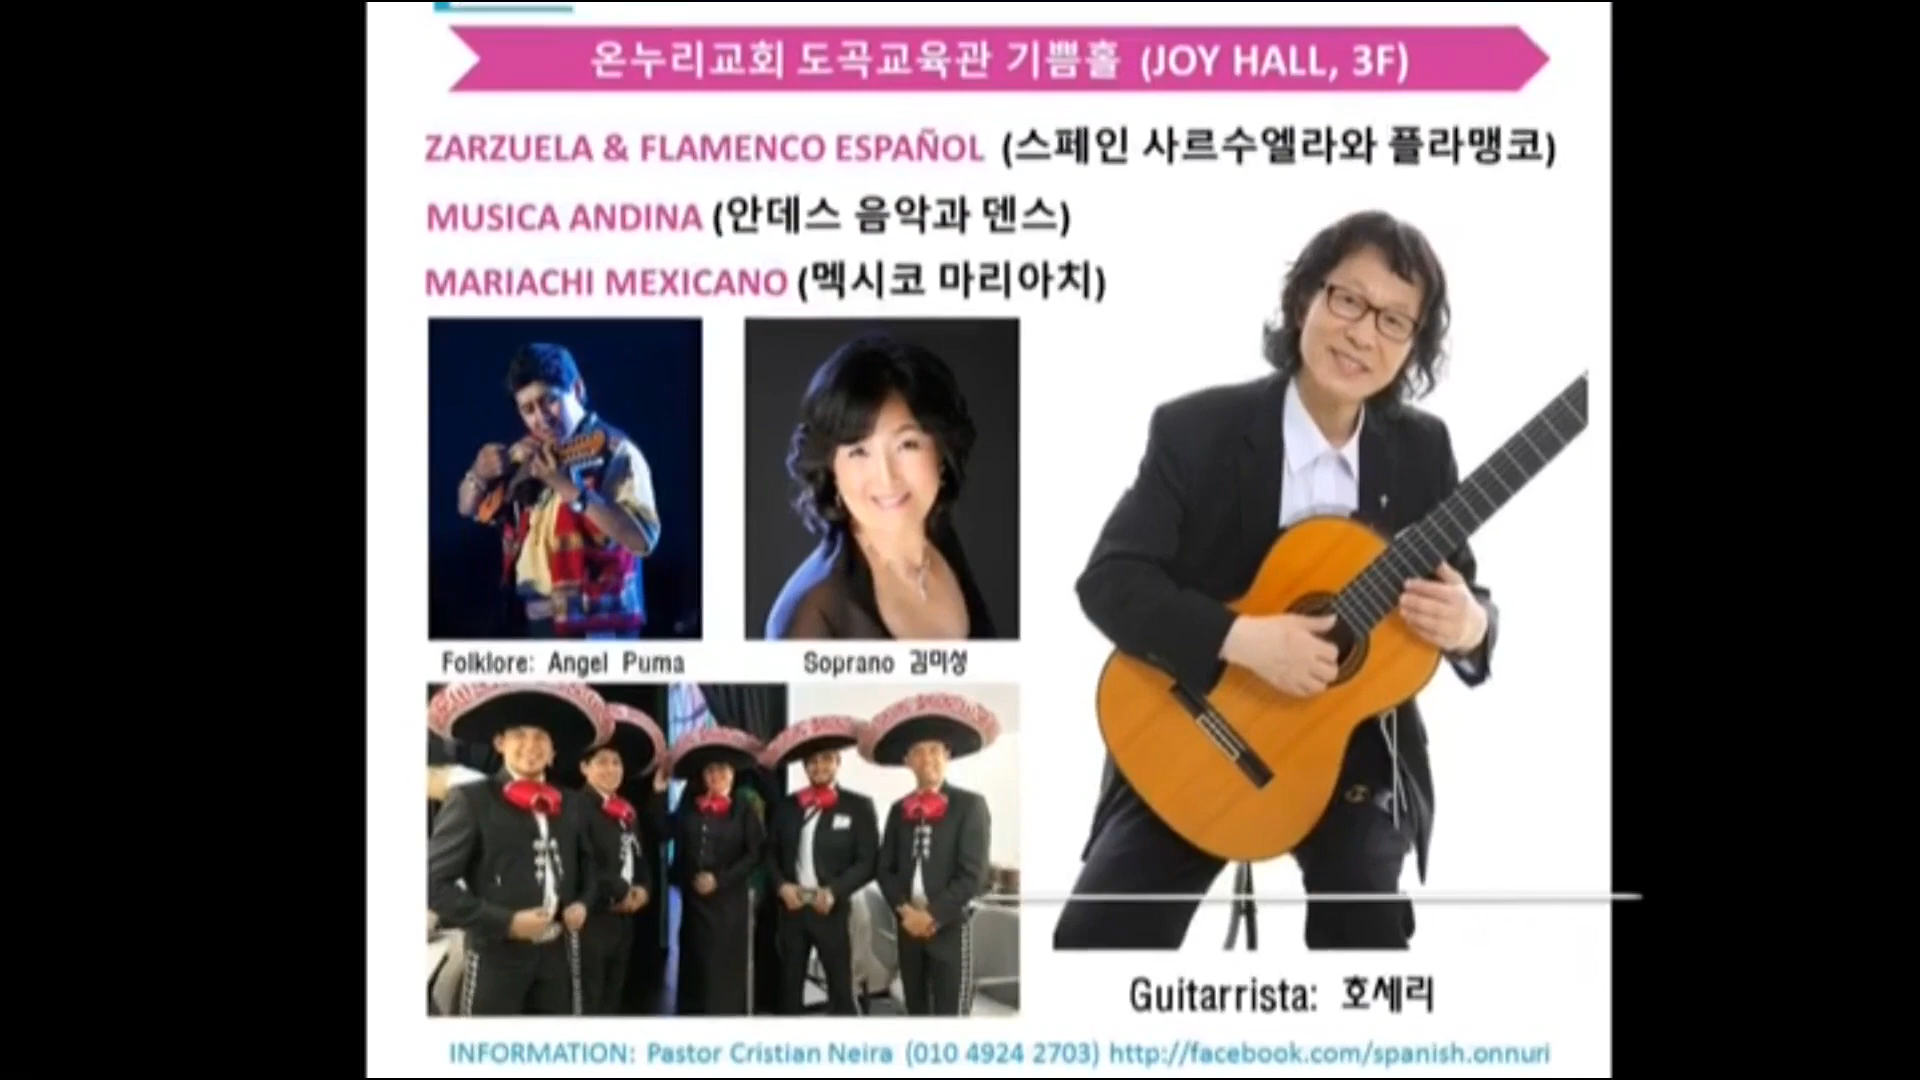 온누리교회 도곡교육관 기쁨홀 (JOY HALL, 3F)
ZARZUELA & FLAMENCO ESPAÑOL (스페인 사르수엘라와 플라맹코)
MUSICA ANDINA (안데스 음악과 덴스)
MARIACHI MEXICANO (멕시코 마리아치)
Folklore: Angel Puma
Soprano 김미성
Guitarrista: 호세리
INFORMATION: Pastor Cristian Neira (010 4924 2703) http://facebook.com/spanish.onnuri